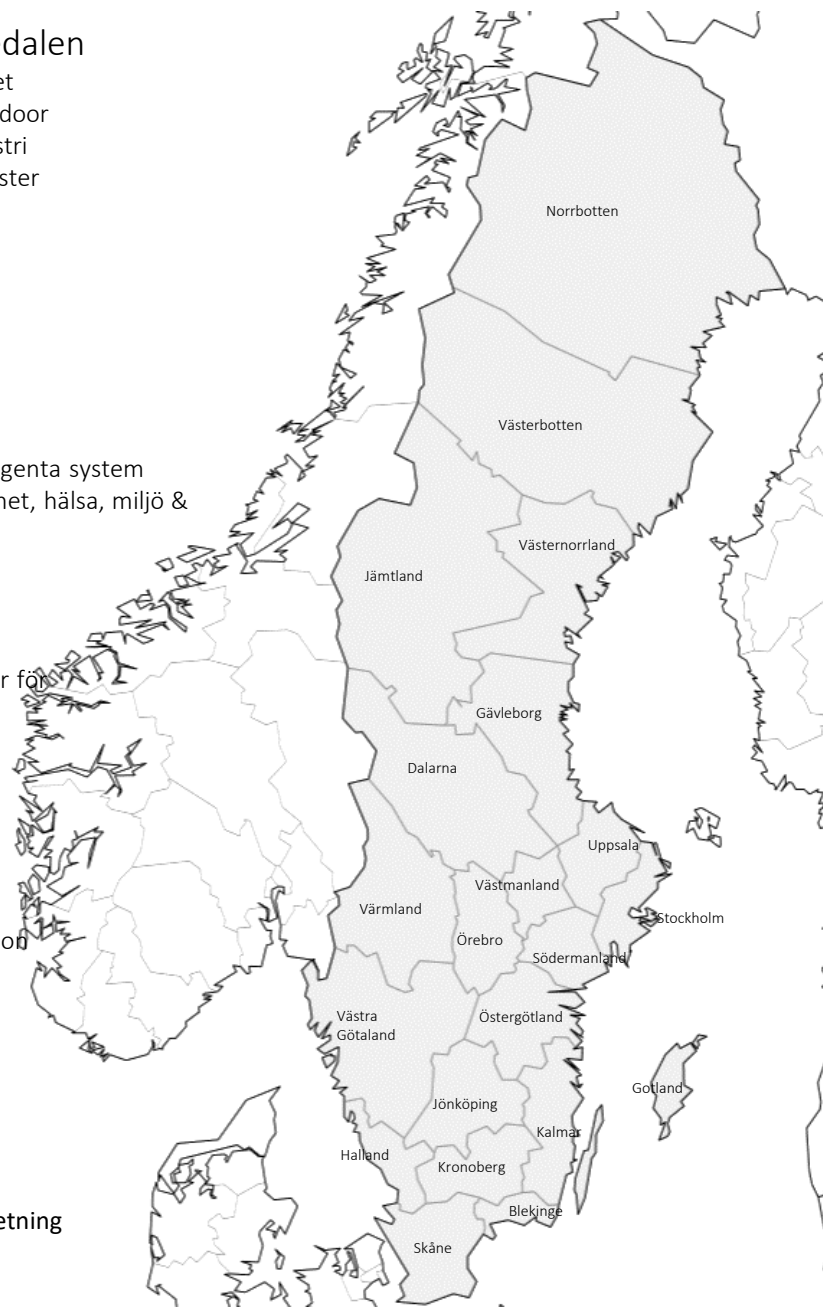 dalen
et
door
stri
ster
Norrbotten
Västerbotten
genta system
net, hälsa, miljö &
Västernorrland
Jämtland
r för
Gävleborg
Dalarna
Uppsala
Västmanland
Värmland
Stockholm
Örebro
on
Södermanland
Västra
Götaland
Östergötland
Gotland
Jönköping
Kalmar
Halland
Kronoberg
Blekinge
etning
Skåne